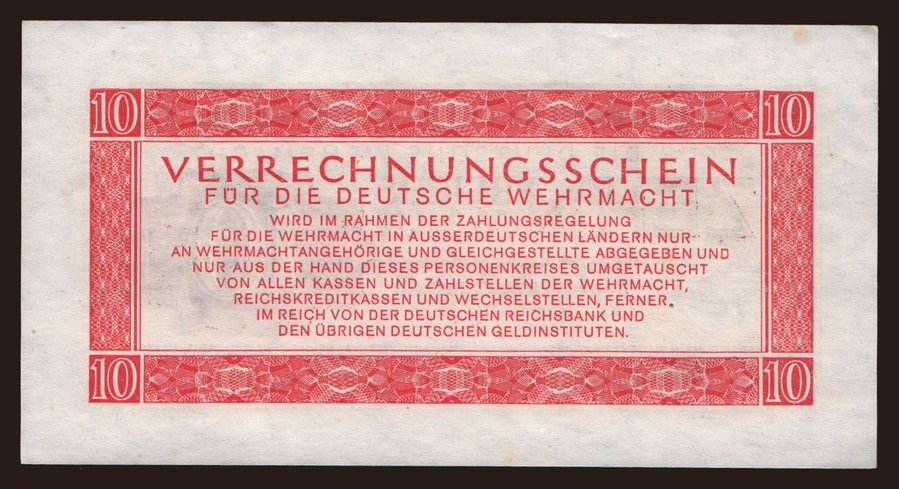 10 10
VERRECHNUNGSSCHEIN
FÜR DIE DEUTSCHE WEHRMACHT
WIRD IM RAHMEN DER ZAHLUNGSREGELUNG
FÜR DIE WEHRMACHT IN AUSSERDEUTSCHEN LÄNDERN NUR
AN WEHRMACHTANGEHÖRIGE UND GLEICHGESTELLTE ABGEGEBEN UND
NUR AUS DER HAND DIESES PERSONENKREISES UMGETAUSCHT
VON ALLEN KASSEN UND ZAHLSTELLEN DER WEHRMACHT,
REICHSKREDITKASSEN UND WECHSELSTELLEN, FERNER
IM REICH VON DER DEUTSCHEN REICHSBANK UND
DEN ÜBRIGEN DEUTSCHEN GELDINSTITUTEN.
10 10